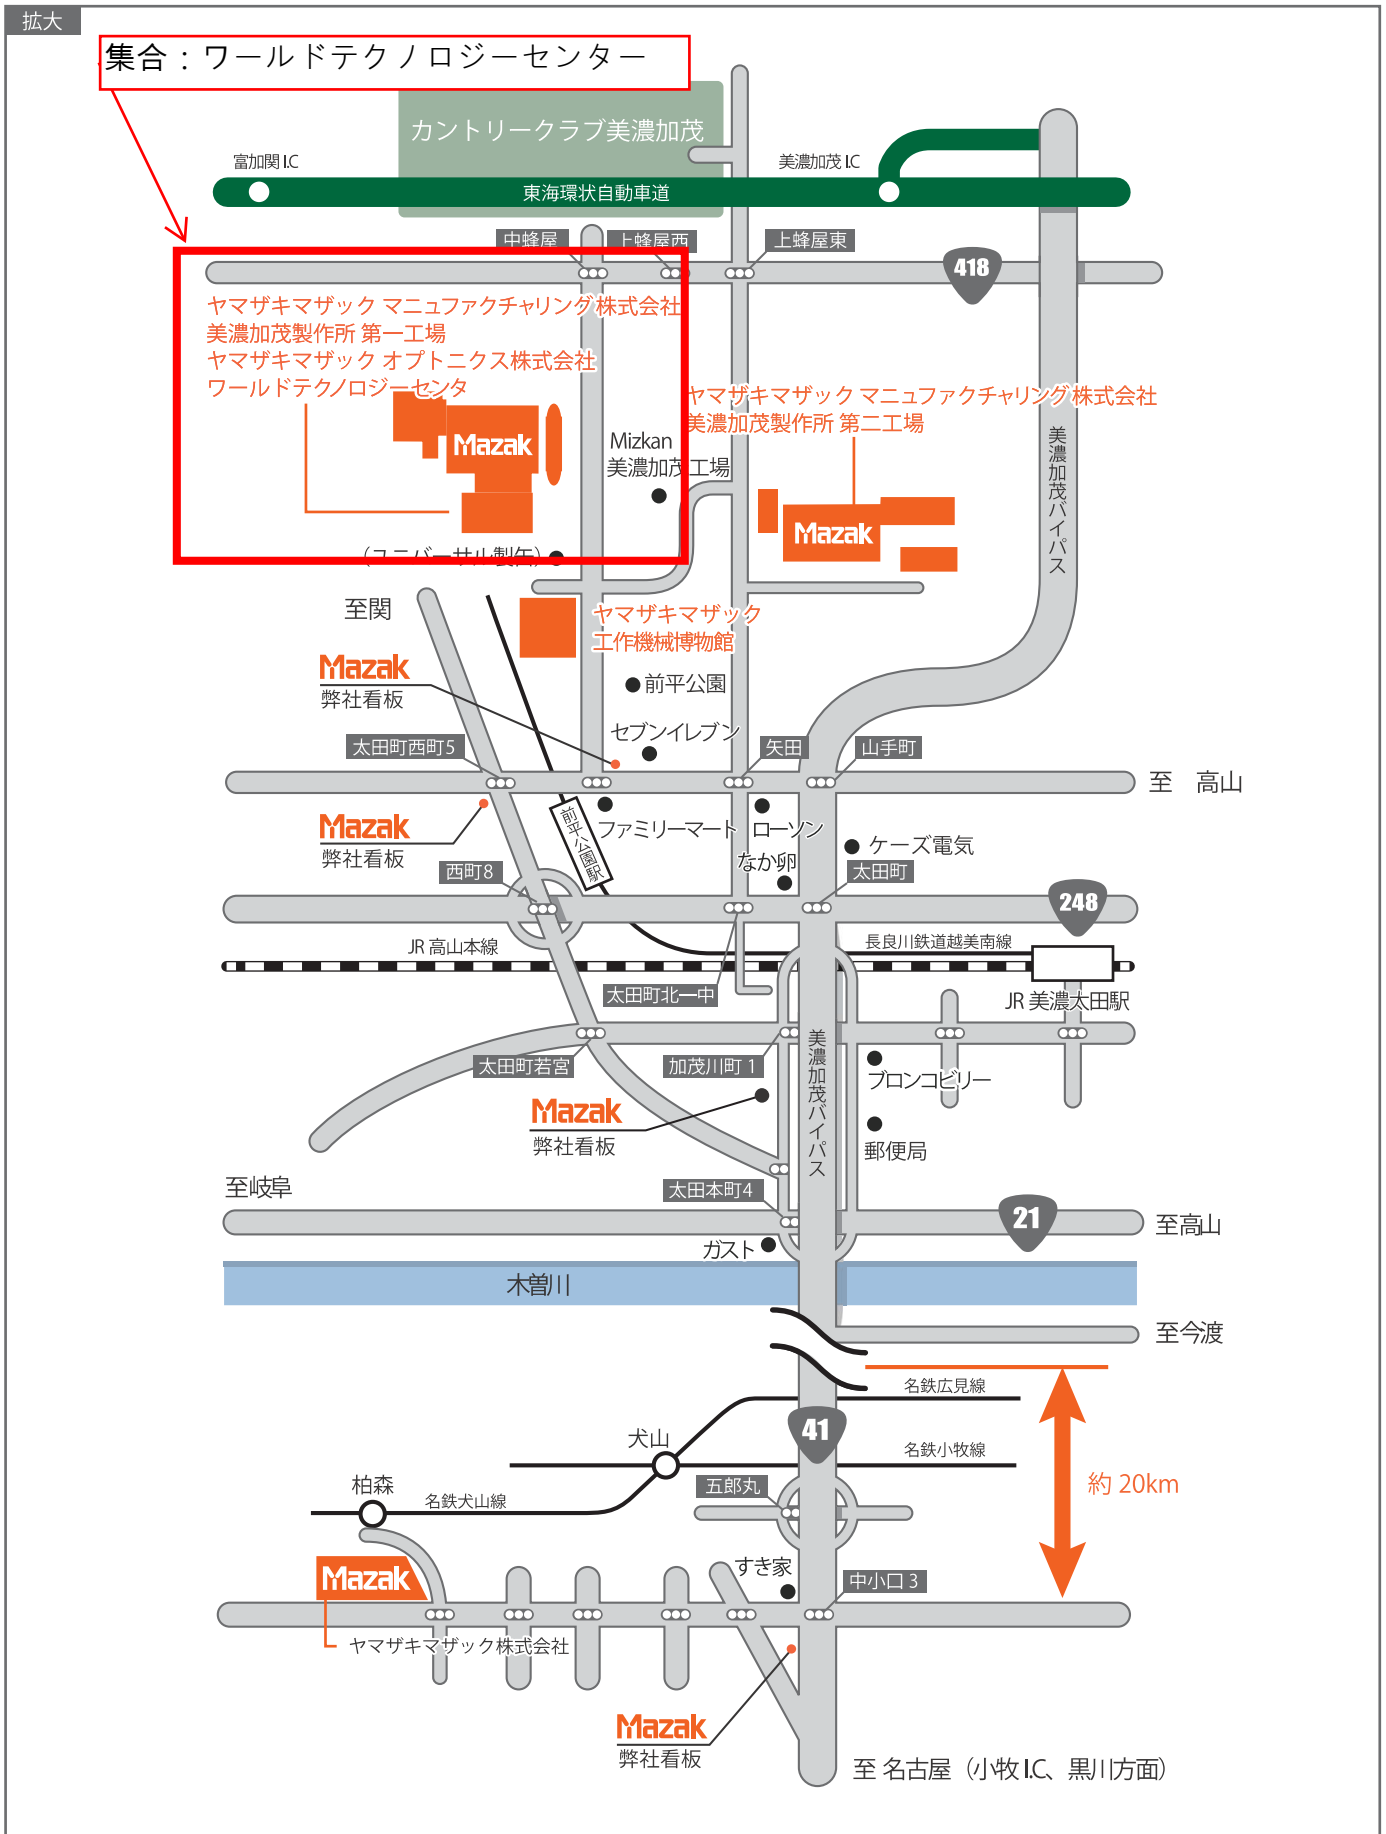 拡大
集合：ワールドテクノロジーセンター
カントリークラブ美濃加茂
富加関 I.C
美濃加茂 I.C
東海環状自動車道
中蜂屋
上蜂屋西
上蜂屋東
418
ヤマザキマザック マニュファクチャリング株式会社
美濃加茂製作所 第一工場
ヤマザキマザック オプトニクス株式会社
ワールドテクノロジーセンタ
ヤマザキマザック マニュファクチャリング株式会社
美濃加茂製作所 第二工場
Mazak
Mizkan
美濃加茂工場
Mazak
美濃加茂バイパス
（ユニバーサル製缶）
至関
ヤマザキマザック
工作機械博物館
Mazak
弊社看板
前平公園
セブンイレブン
太田町西町5
矢田
山手町
至　高山
Mazak
弊社看板
前平公園駅
ファミリーマート
ローソン
ケーズ電気
なか卯
西町8
太田町
248
JR 高山本線
長良川鉄道越美南線
太田町北一中
JR 美濃太田駅
太田町若宮
加茂川町 1
美濃加茂バイパス
ブロンコビリー
Mazak
弊社看板
郵便局
至岐阜
太田本町4
21
至高山
ガスト
木曽川
至今渡
名鉄広見線
41
犬山
名鉄小牧線
柏森
名鉄犬山線
五郎丸
約 20km
すき家
中小口 3
Mazak
ヤマザキマザック株式会社
Mazak
弊社看板
至 名古屋（小牧 I.C、黒川方面）